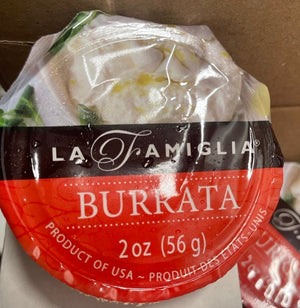 LA FAMIGLIA®
BURRATA
2 oz (56 g)
PRODUCT OF USA ~ PRODUIT DES ÉTATS-UNIS